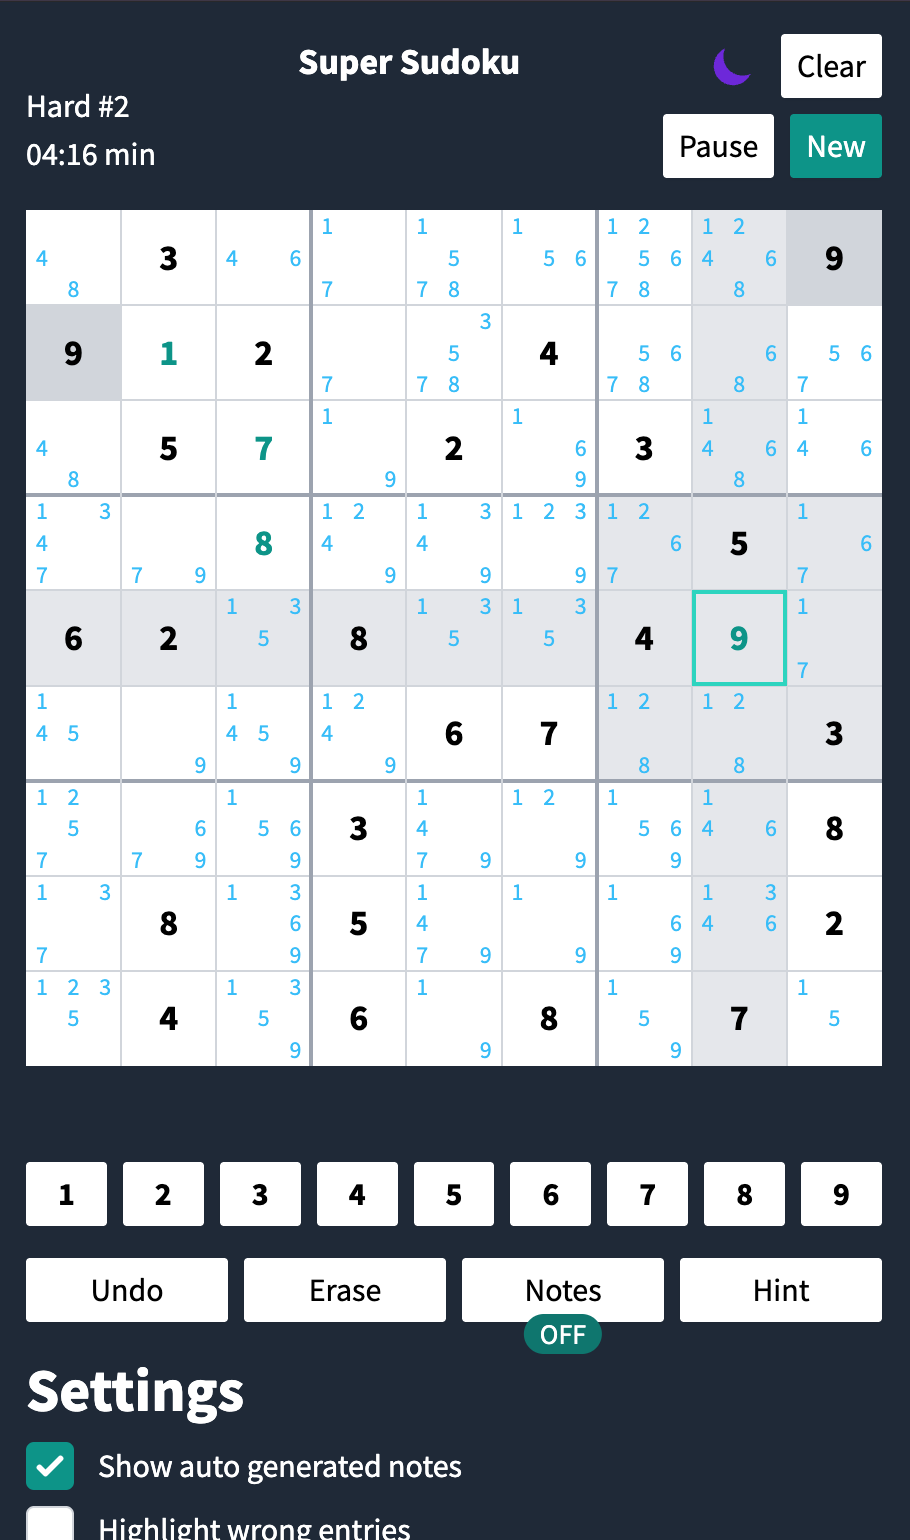 Super Sudoku
Clear
Hard #2
04:16 min
Pause
New
4 8 3 4 6 1 7 1 5 7 8 1 5 6 1 2 5 6 7 8 1 2 4 6 8 9
9 1 2 7 3 5 7 8 4 5 6 7 8 6 8 5 6 7
4 8 5 7 1 9 2 1 6 9 3 1 4 6 8 1 4 6
1 3 4 7 7 9 8 1 2 4 9 1 3 4 9 1 2 3 9 1 2 6 7 5 1 6 7
6 2 1 3 5 8 1 3 5 1 3 5 4 9 1 7
1 4 5 9 1 4 5 9 1 2 4 9 6 7 1 2 8 1 2 8 3
1 2 5 7 6 7 9 1 5 6 9 3 1 4 7 9 1 2 9 1 5 6 9 1 4 6 8
1 3 7 8 1 3 6 9 5 1 4 7 9 1 9 1 6 9 1 3 4 6 2
1 2 3 5 4 1 3 5 9 6 1 9 8 1 5 9 7 1 5
1 2 3 4 5 6 7 8 9
Undo Erase Notes Hint
OFF
Settings
Show auto generated notes
Highlight wrong entries